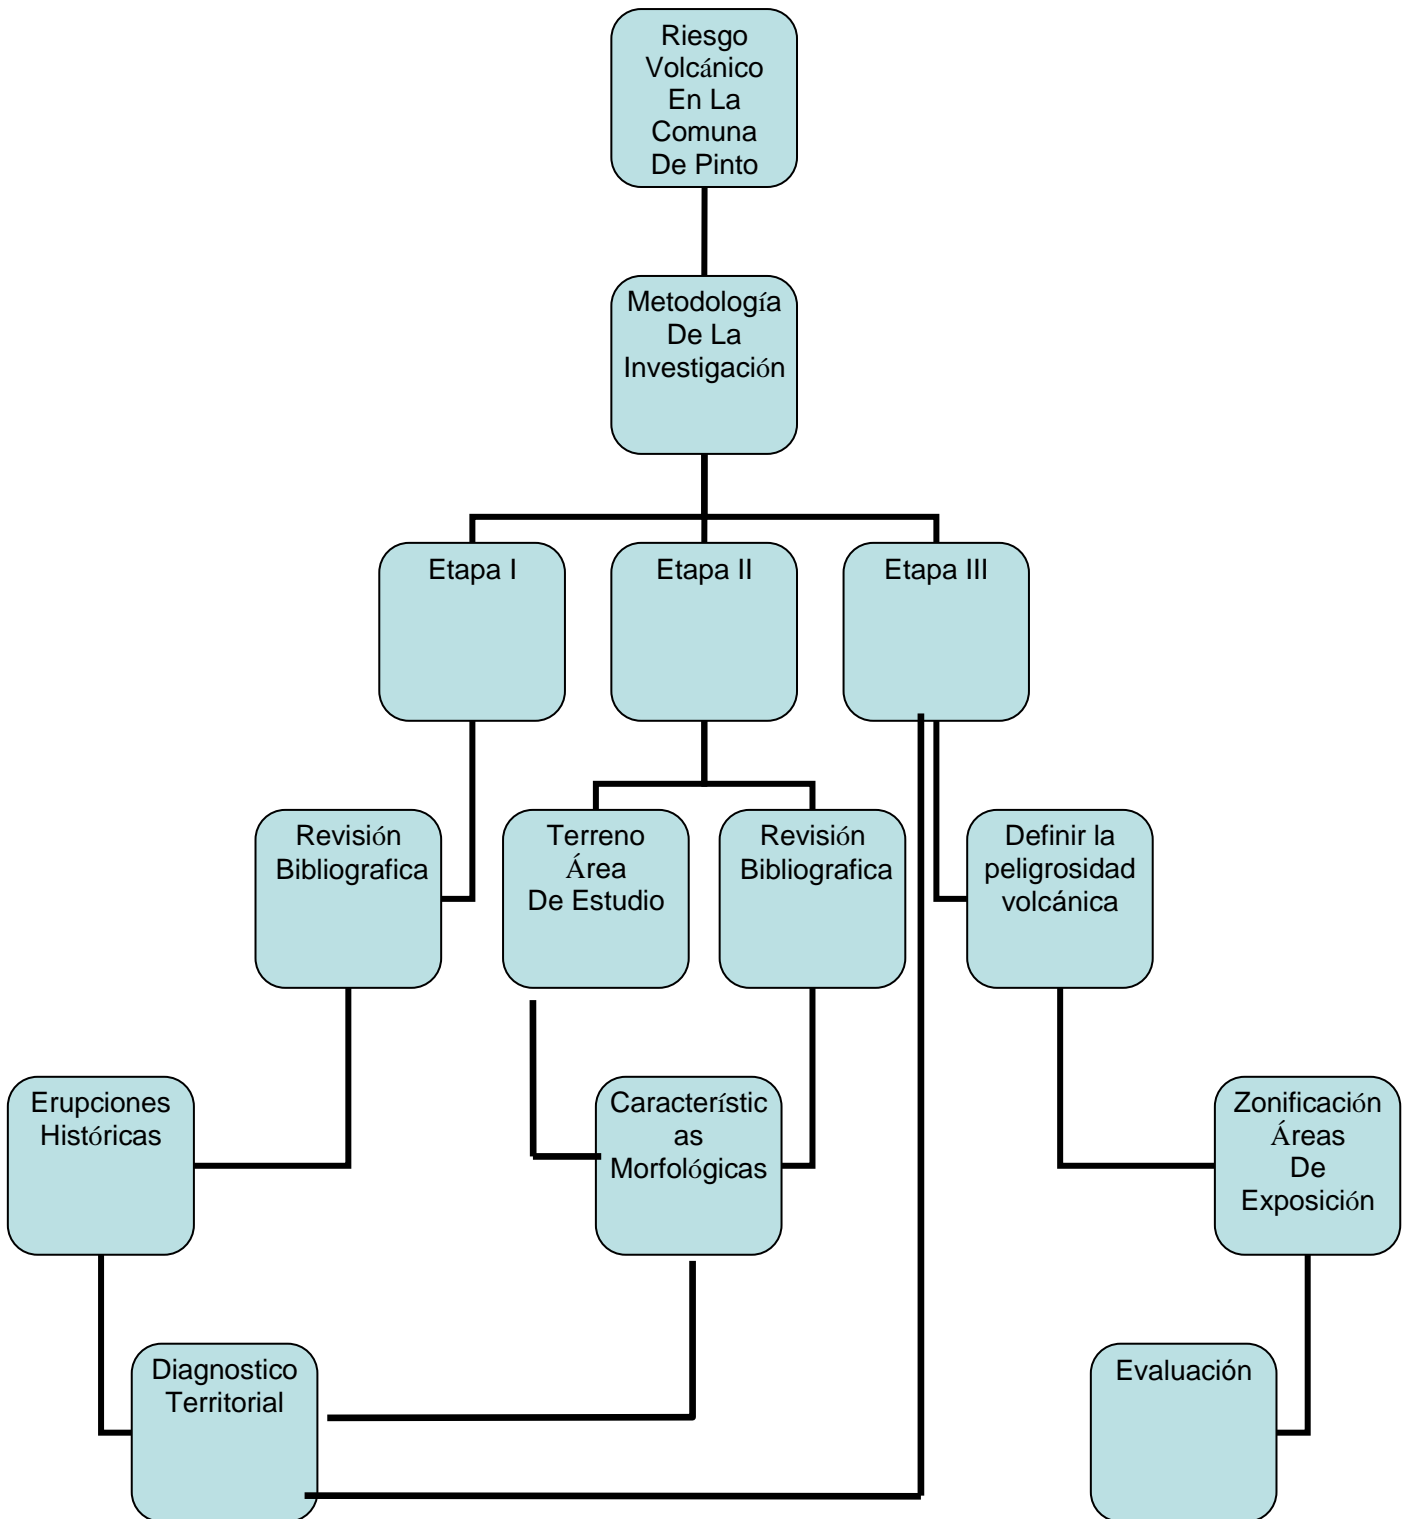 Riesgo
Volcánico
En La
Comuna
De Pinto
Metodología
De La
Investigación
Etapa I
Etapa II
Etapa III
Revisión
Bibliografica
Terreno
Área
De Estudio
Revisión
Bibliografica
Definir la
peligrosidad
volcánica
Erupciones
Históricas
Característic
as
Morfológicas
Zonificación
Áreas
De
Exposición
Diagnostico
Territorial
Evaluación